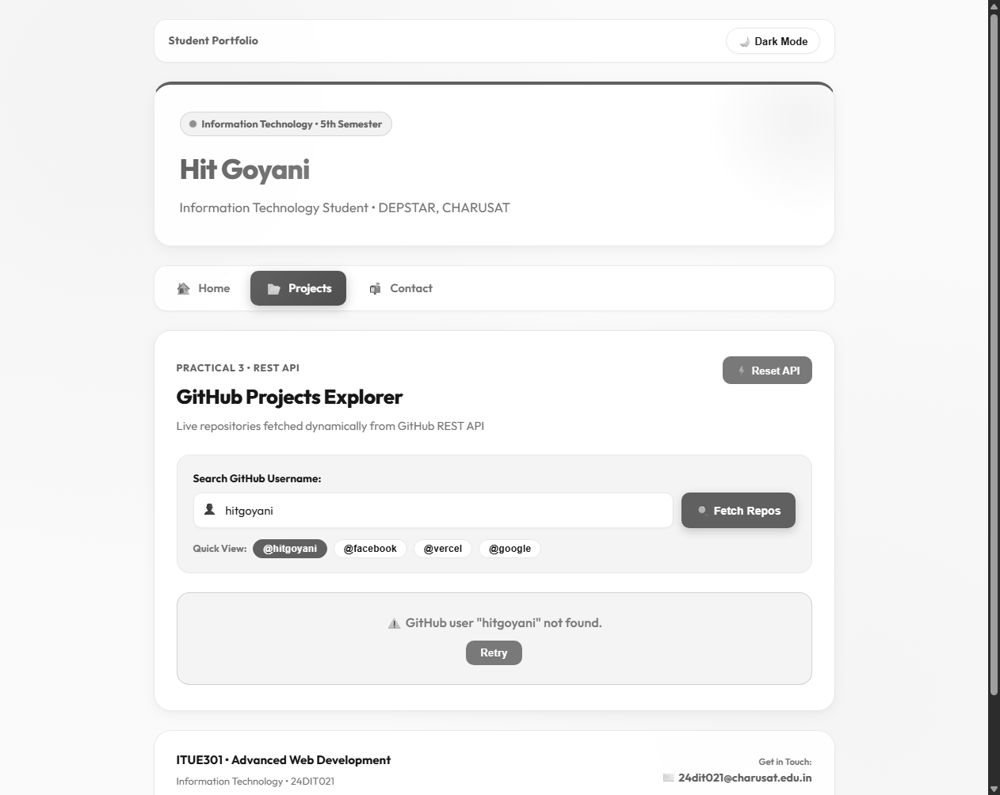 Student Portfolio
Dark Mode
Information Technology • 5th Semester
Hit Goyani
Information Technology Student • DEPSTAR, CHARUSAT
Home
Projects
Contact
PRACTICAL 3 • REST API
Reset API
GitHub Projects Explorer
Live repositories fetched dynamically from GitHub REST API
Search GitHub Username:
hitgoyani
Fetch Repos
Quick View: @hitgoyani @facebook @vercel @google
GitHub user "hitgoyani" not found.
Retry
ITUE301 • Advanced Web Development
Get in Touch:
24dit021@charusat.edu.in
Information Technology • 24DIT021